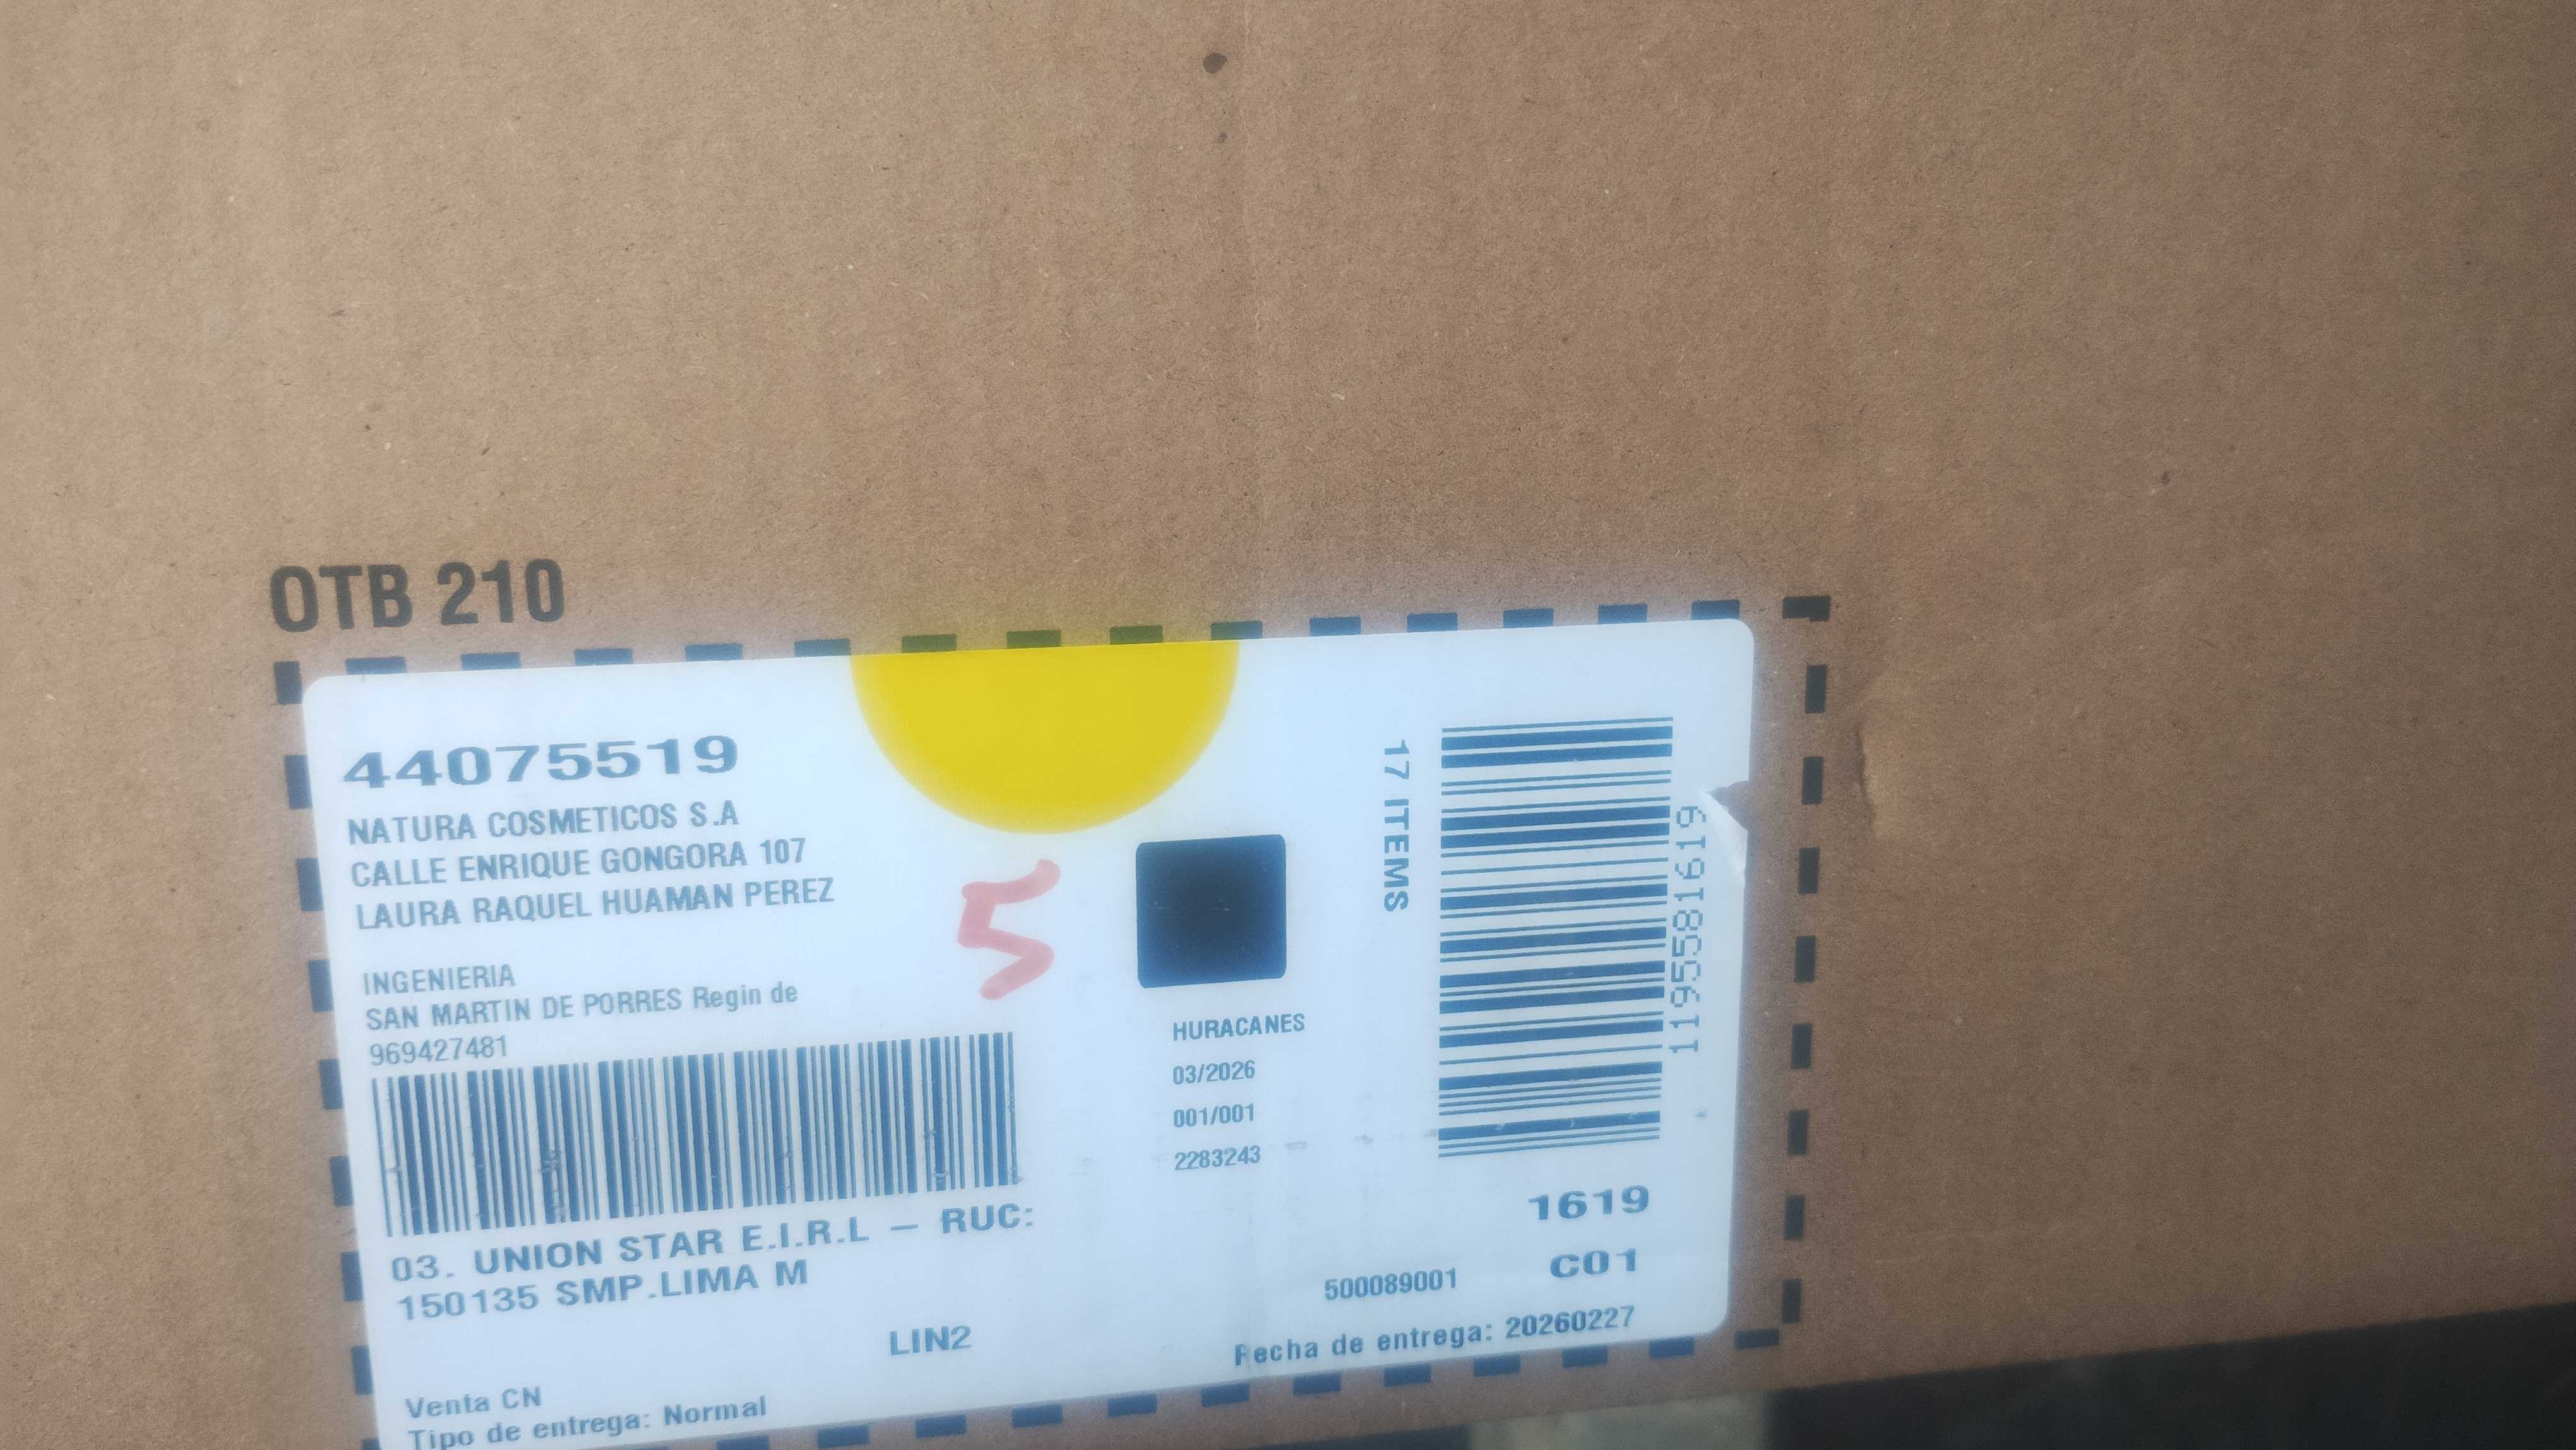 OTB 210
44075519
NATURA COSMETICOS S.A
CALLE ENRIQUE GONGORA 107
LAURA RAQUEL HUAMAN PEREZ
INGENIERIA
SAN MARTIN DE PORRES Regin de
969427481
5
17 ITEMS
1195581619
HURACANES
03/2026
001/001
2283243
03. UNION STAR E.I.R.L – RUC:
150135 SMP.LIMA M
1619
C01
500089001
LIN2
Fecha de entrega: 20260227
Venta CN
Tipo de entrega: Normal